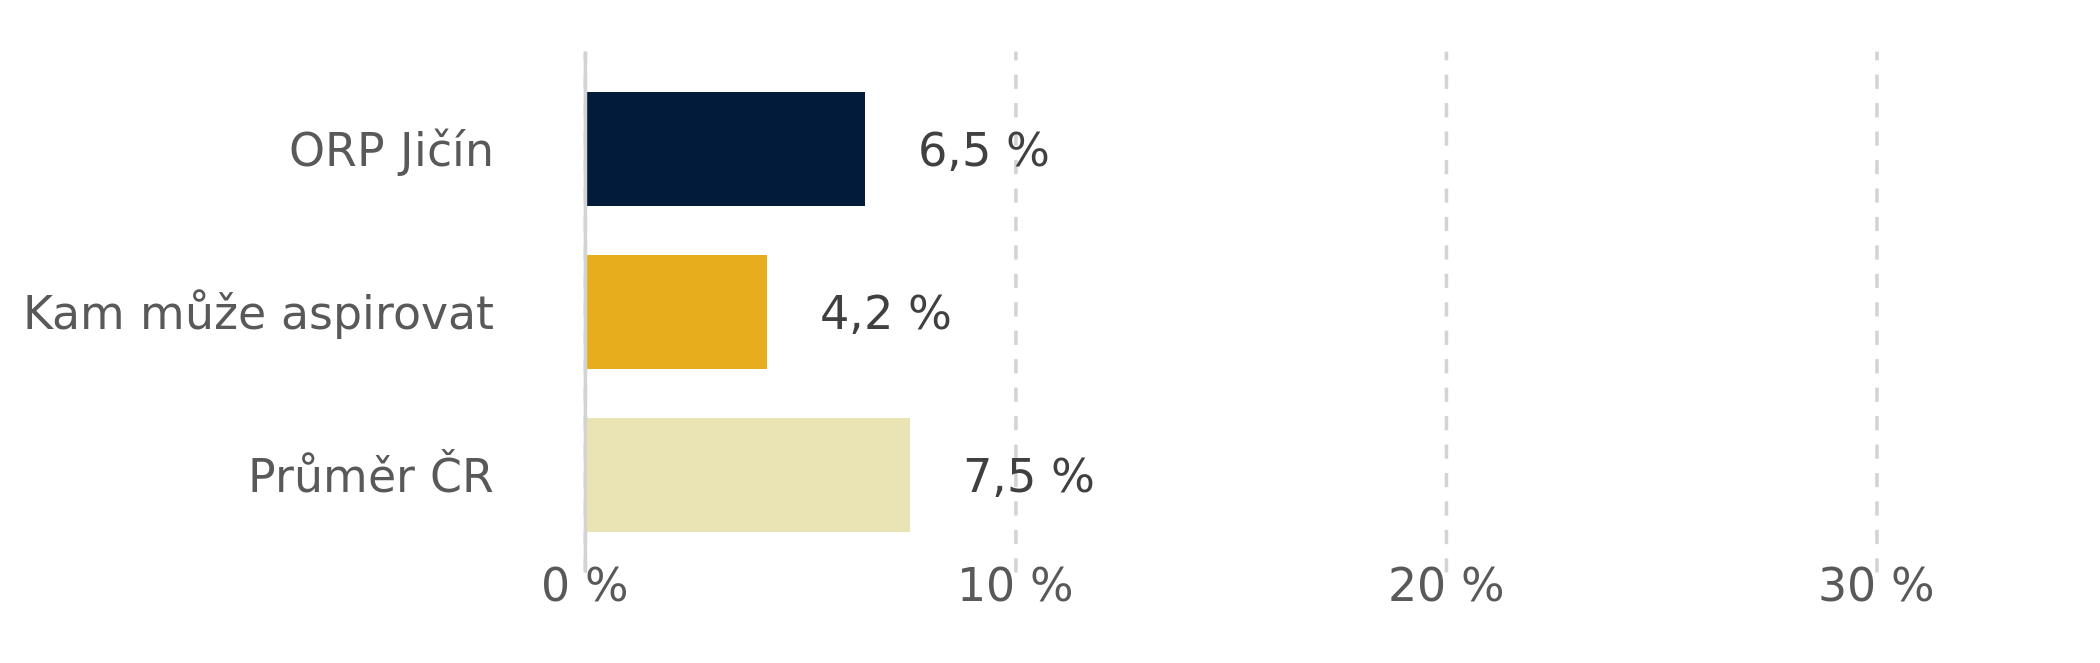 ORP Jičín 6,5 %
Kam může aspirovat 4,2 %
Průměr ČR 7,5 %
0 % 10 % 20 % 30 %